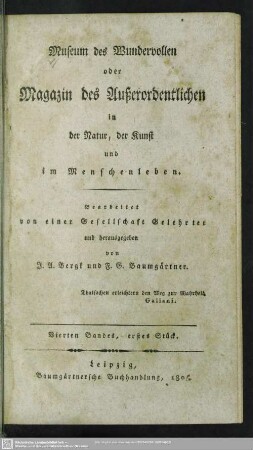 Museum des Wundervollen
oder
Magazin des Außerordentlichen
in
der Natur, der Kunst
und
im Menschenleben.
Bearbeitet
von einer Gesellschaft Gelehrter
und herausgegeben
von
J. A. Bergk und F. G. Baumgärtner.
Thatsachen erleichtern den Weg zur Wahrheit.
Galiani.
Vierten Bandes, erstes Stück.
Leipzig,
Baumgärtnersche Buchhandlung,